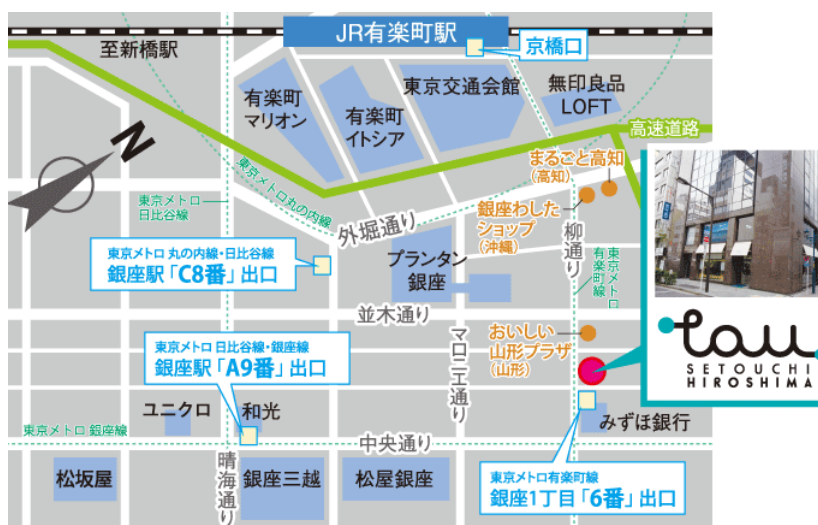 JR有楽町駅
至新橋駅
京橋口
有楽町
マリオン
有楽町
イトシア
東京交通会館
無印良品
LOFT
高速道路
N
東京メトロ
日比谷線
東京メトロ丸の内線
外堀通り
まるごと高知
(高知)
銀座わした
ショップ
(沖縄)
柳通り
東京メトロ
有楽町線
東京メトロ 丸の内線・日比谷線
銀座駅「C8番」出口
プランタン
銀座
並木通り
マロニエ通り
おいしい
山形プラザ
(山形)
tau
SETOUCHI
HIROSHIMA
東京メトロ 日比谷線・銀座線
銀座駅「A9番」出口
ユニクロ
和光
みずほ銀行
東京メトロ 銀座線
中央通り
晴海通り
松坂屋
銀座三越
松屋銀座
東京メトロ有楽町線
銀座1丁目「6番」出口